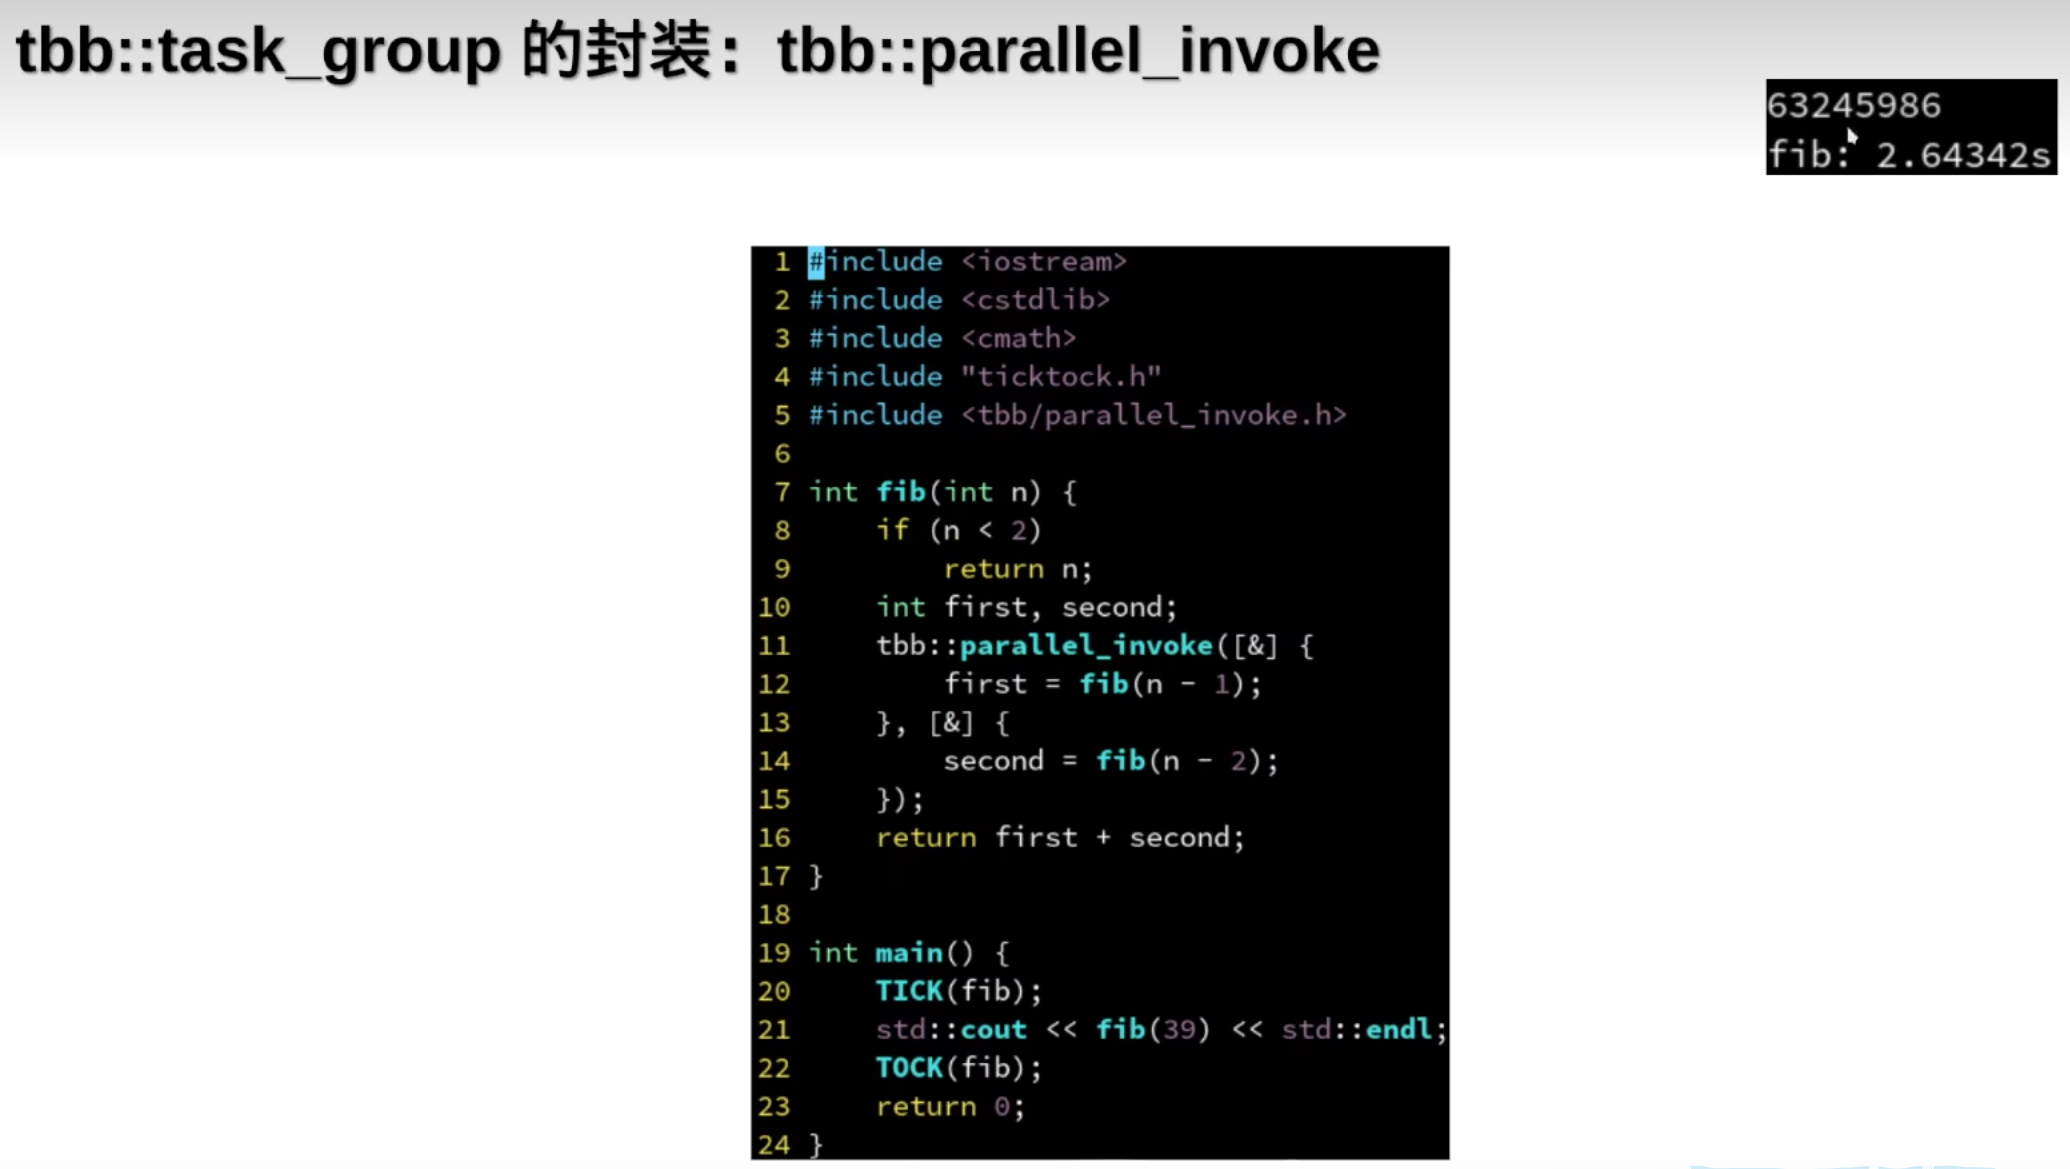 tbb::task_group 的封装：tbb::parallel_invoke
63245986
fib: 2.64342s
1 #include <iostream>
2 #include <cstdlib>
3 #include <cmath>
4 #include "ticktock.h"
5 #include <tbb/parallel_invoke.h>
6
7 int fib(int n) {
8     if (n < 2)
9         return n;
10     int first, second;
11     tbb::parallel_invoke([&] {
12         first = fib(n - 1);
13     }, [&] {
14         second = fib(n - 2);
15     });
16     return first + second;
17 }
18
19 int main() {
20     TICK(fib);
21     std::cout << fib(39) << std::endl;
22     TOCK(fib);
23     return 0;
24 }